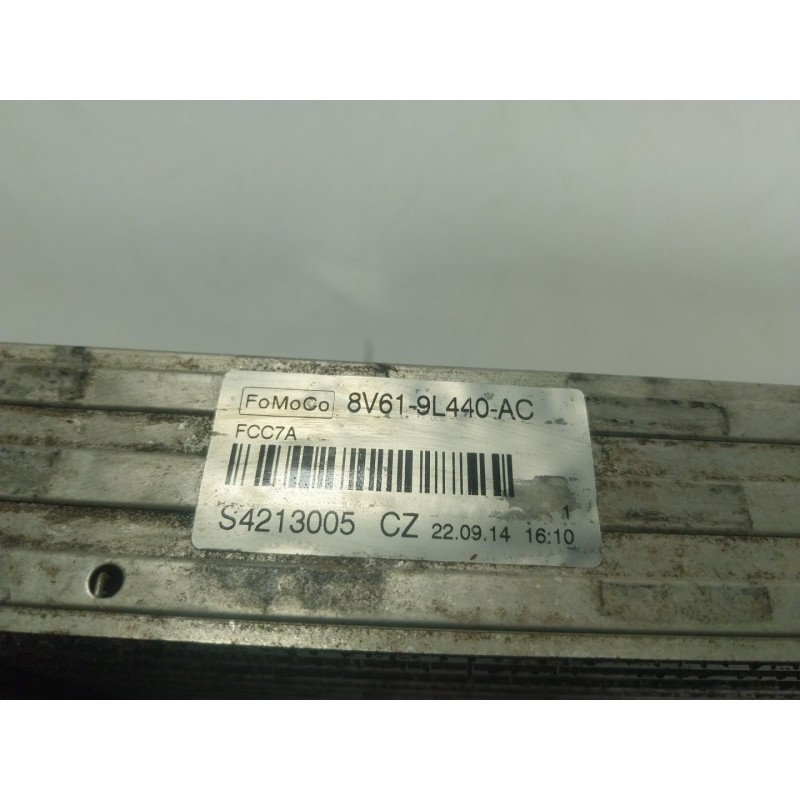 FoMoCo 8V61-9L440-AC
FCC7A
1
S4213005 CZ 22.09.14 16:10